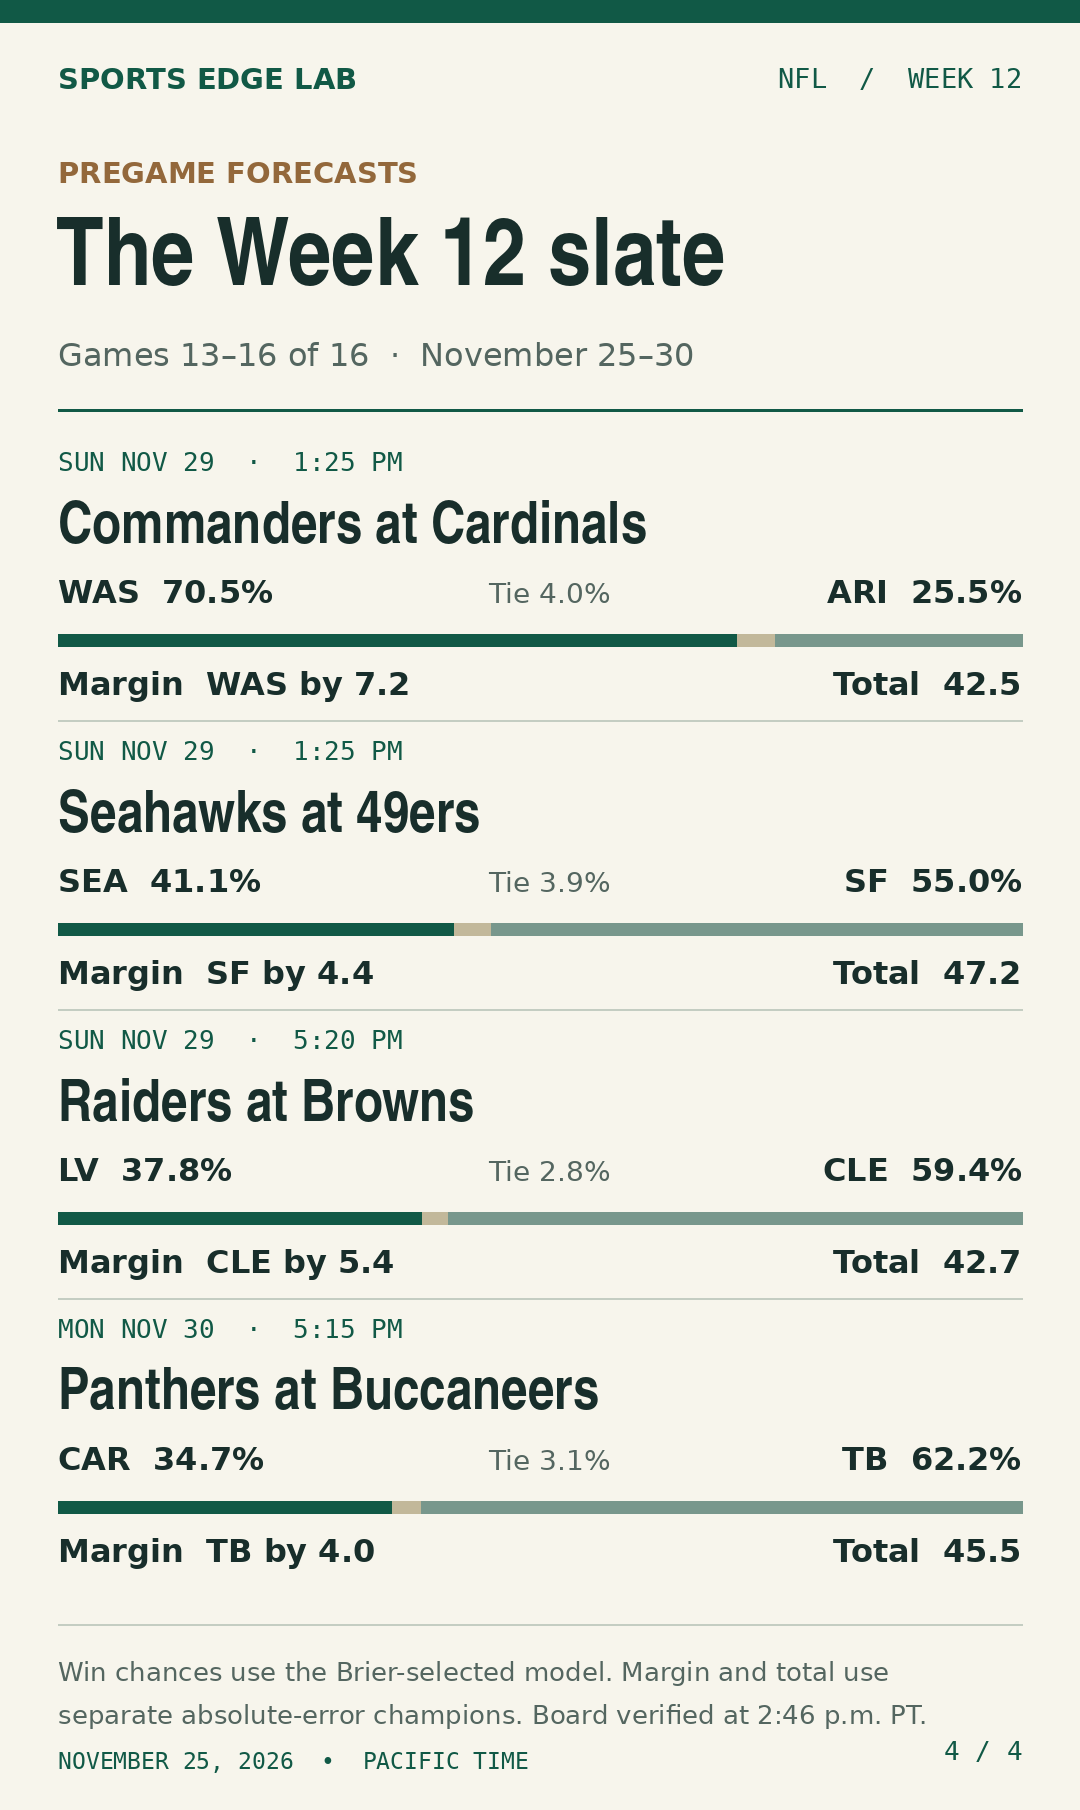 SPORTS EDGE LAB
NFL / WEEK 12
PREGAME FORECASTS
The Week 12 slate
Games 13–16 of 16 · November 25–30
SUN NOV 29 · 1:25 PM
Commanders at Cardinals
WAS 70.5% Tie 4.0% ARI 25.5%
Margin WAS by 7.2 Total 42.5
SUN NOV 29 · 1:25 PM
Seahawks at 49ers
SEA 41.1% Tie 3.9% SF 55.0%
Margin SF by 4.4 Total 47.2
SUN NOV 29 · 5:20 PM
Raiders at Browns
LV 37.8% Tie 2.8% CLE 59.4%
Margin CLE by 5.4 Total 42.7
MON NOV 30 · 5:15 PM
Panthers at Buccaneers
CAR 34.7% Tie 3.1% TB 62.2%
Margin TB by 4.0 Total 45.5
Win chances use the Brier-selected model. Margin and total use
separate absolute-error champions. Board verified at 2:46 p.m. PT.
NOVEMBER 25, 2026 • PACIFIC TIME
4 / 4